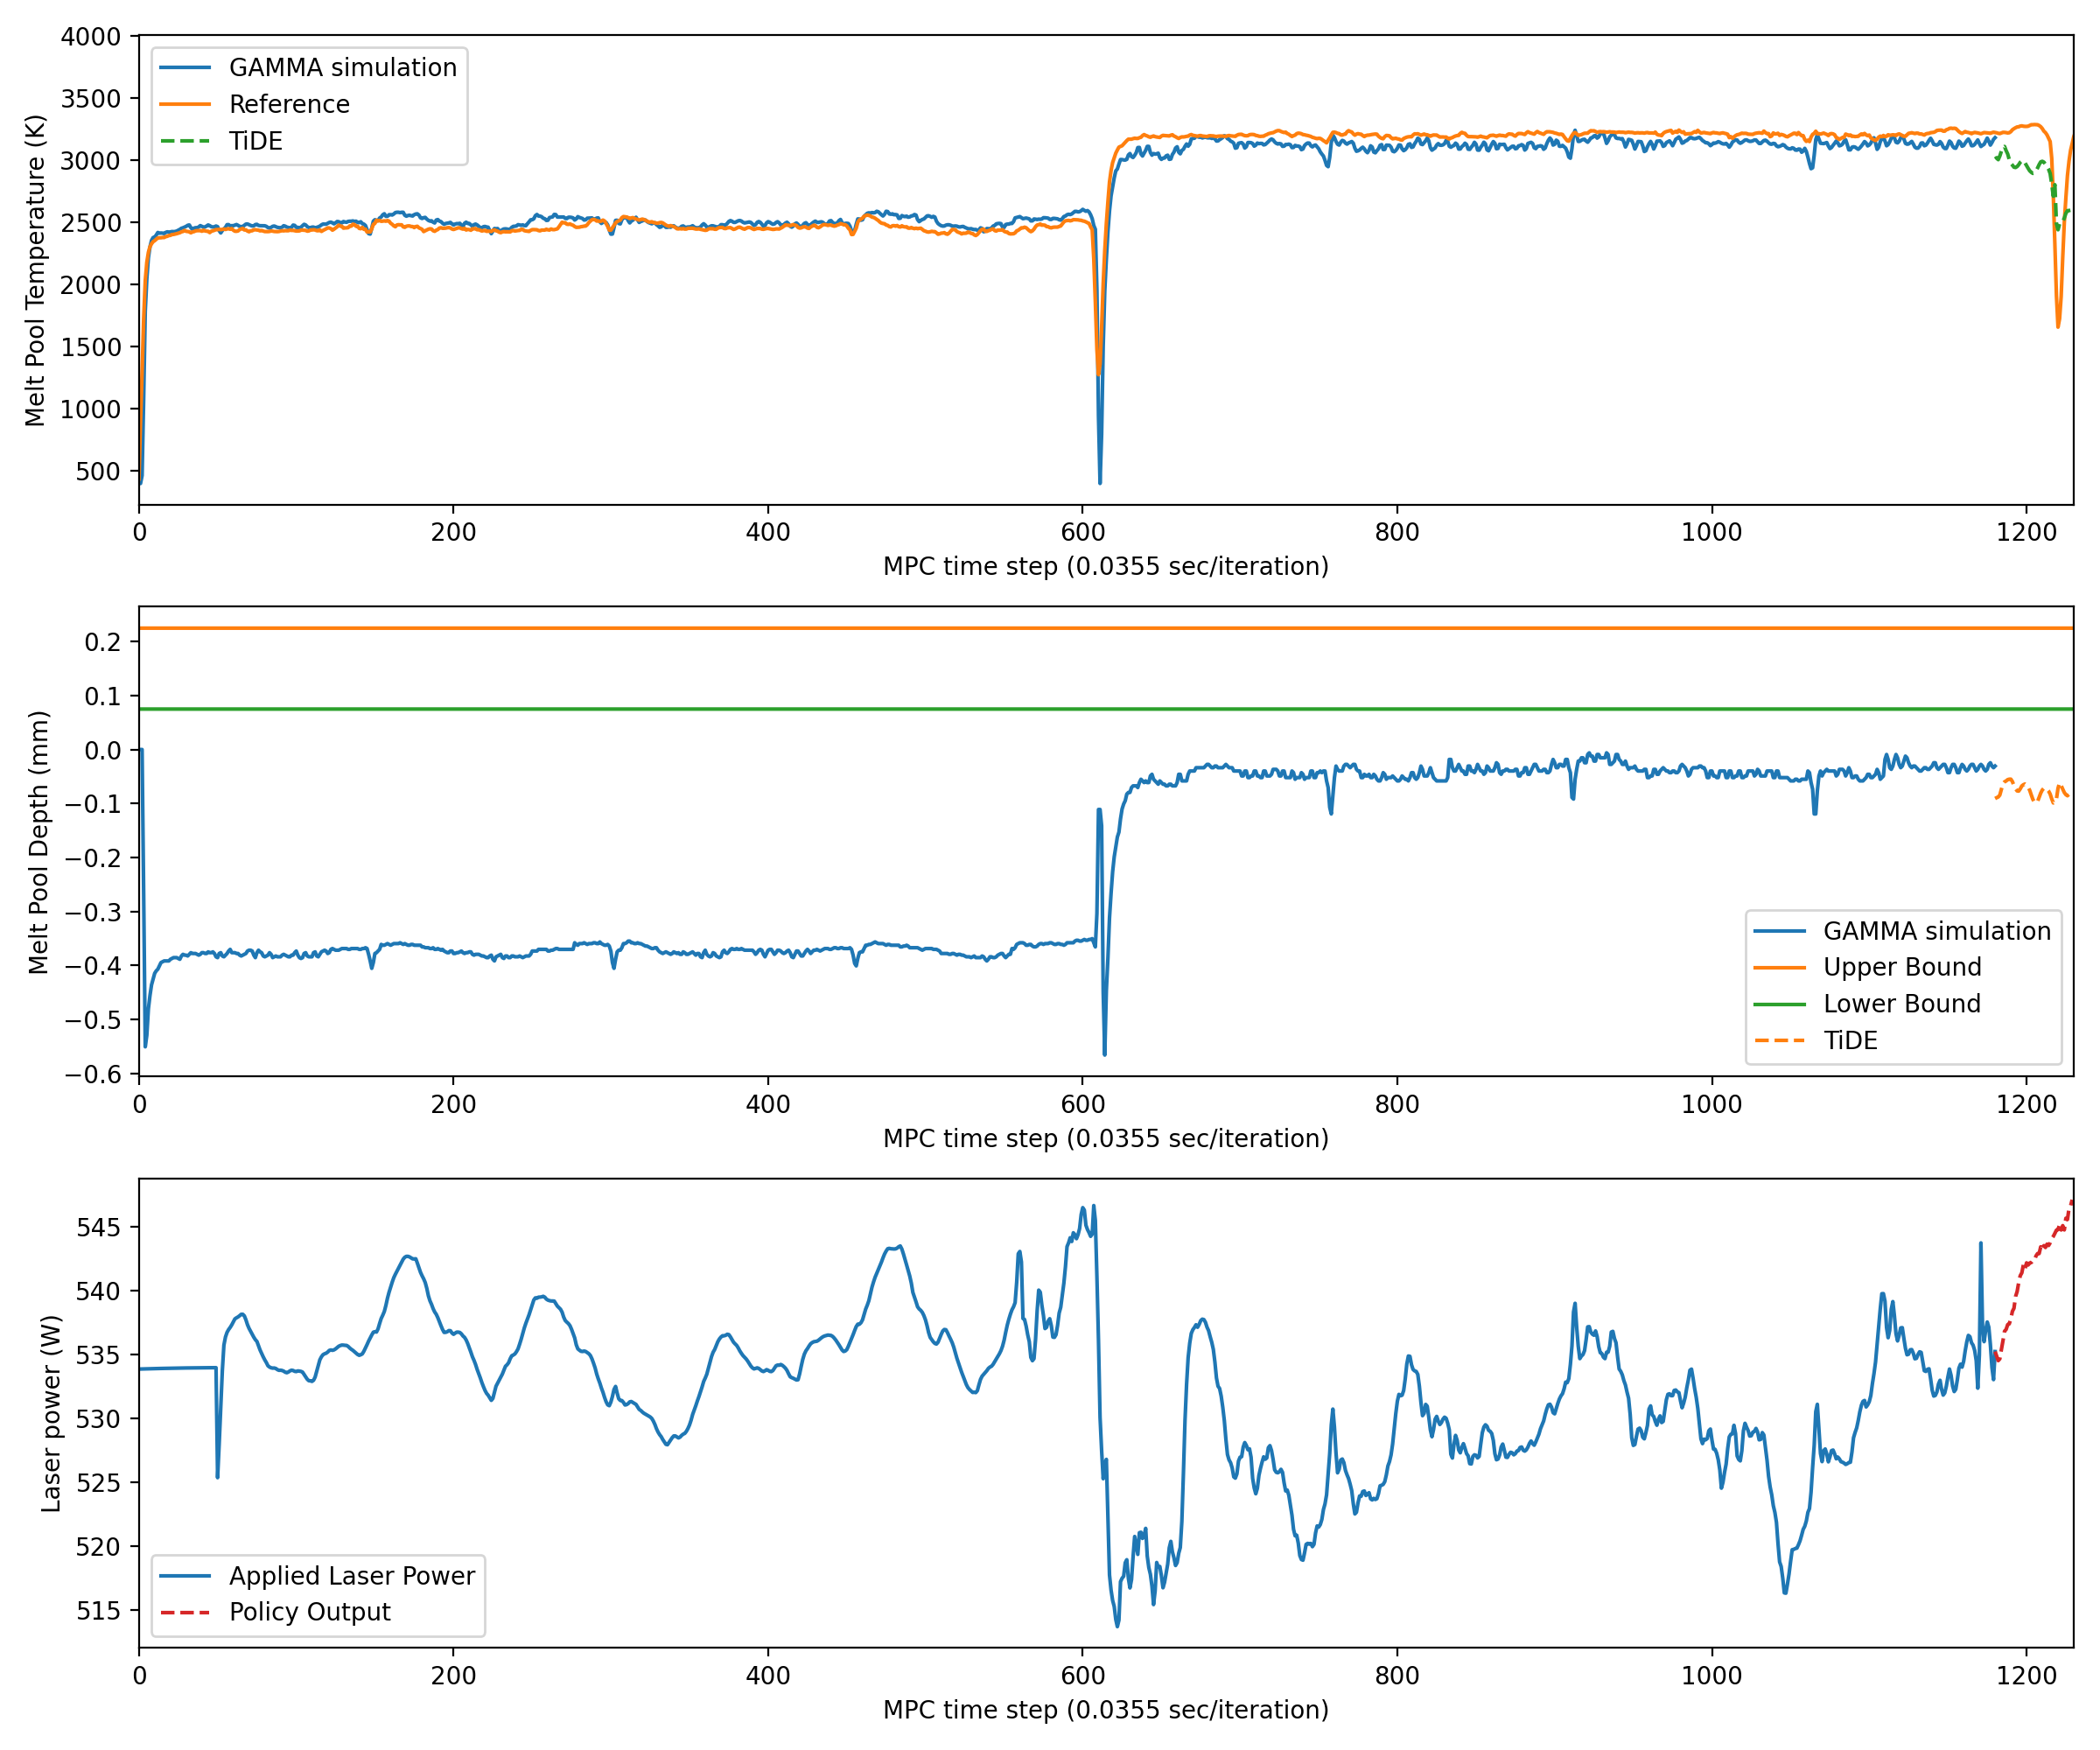 4000
3500
3000
2500
2000
1500
1000
500
Melt Pool Temperature (K)
GAMMA simulation
Reference
TiDE
0 200 400 600 800 1000 1200
MPC time step (0.0355 sec/iteration)
0.2
0.1
0.0
−0.1
−0.2
−0.3
−0.4
−0.5
−0.6
Melt Pool Depth (mm)
GAMMA simulation
Upper Bound
Lower Bound
TiDE
0 200 400 600 800 1000 1200
MPC time step (0.0355 sec/iteration)
545
540
535
530
525
520
515
Laser power (W)
Applied Laser Power
Policy Output
0 200 400 600 800 1000 1200
MPC time step (0.0355 sec/iteration)